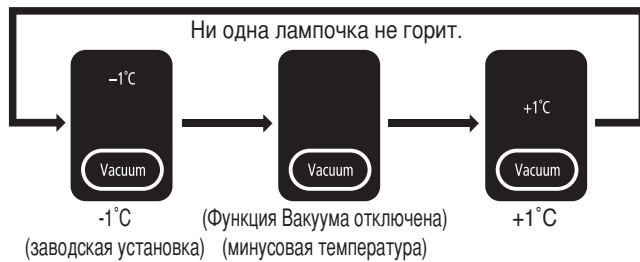 Ни одна лампочка не горит.
–1˚C
+1˚C
Vacuum
Vacuum
Vacuum
-1˚C
(Функция Вакуума отключена)
+1˚C
(заводская установка)
(минусовая температура)